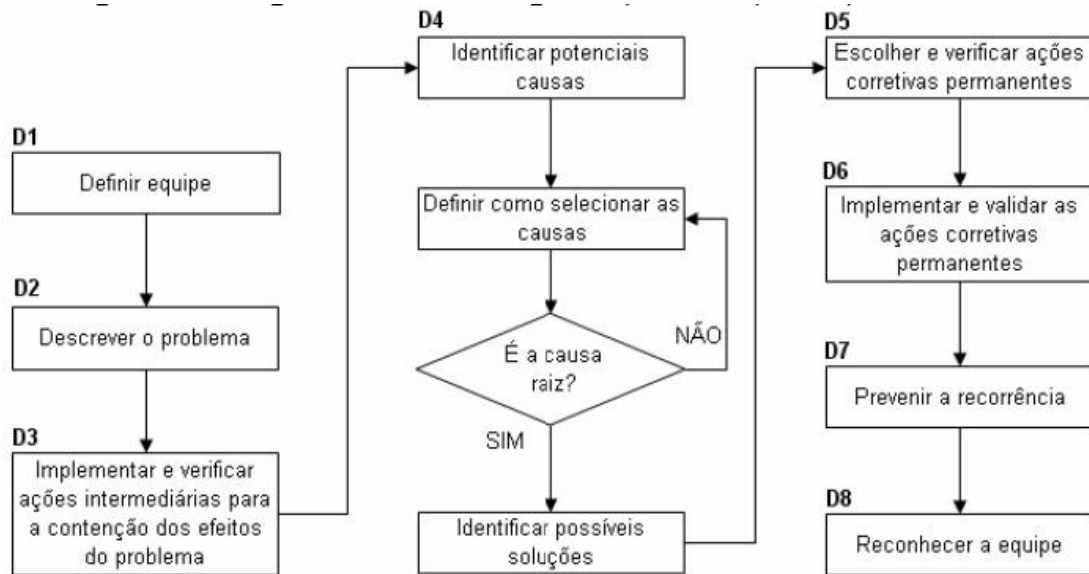 D1
Definir equipe
D2
Descrever o problema
D3
Implementar e verificar
ações intermediárias para
a contenção dos efeitos
do problema
D4
Identificar potenciais
causas
Definir como selecionar as
causas
É a causa
raiz?
NÃO
SIM
Identificar possíveis
soluções
D5
Escolher e verificar ações
corretivas permanentes
D6
Implementar e validar as
ações corretivas
permanentes
D7
Prevenir a recorrência
D8
Reconhecer a equipe